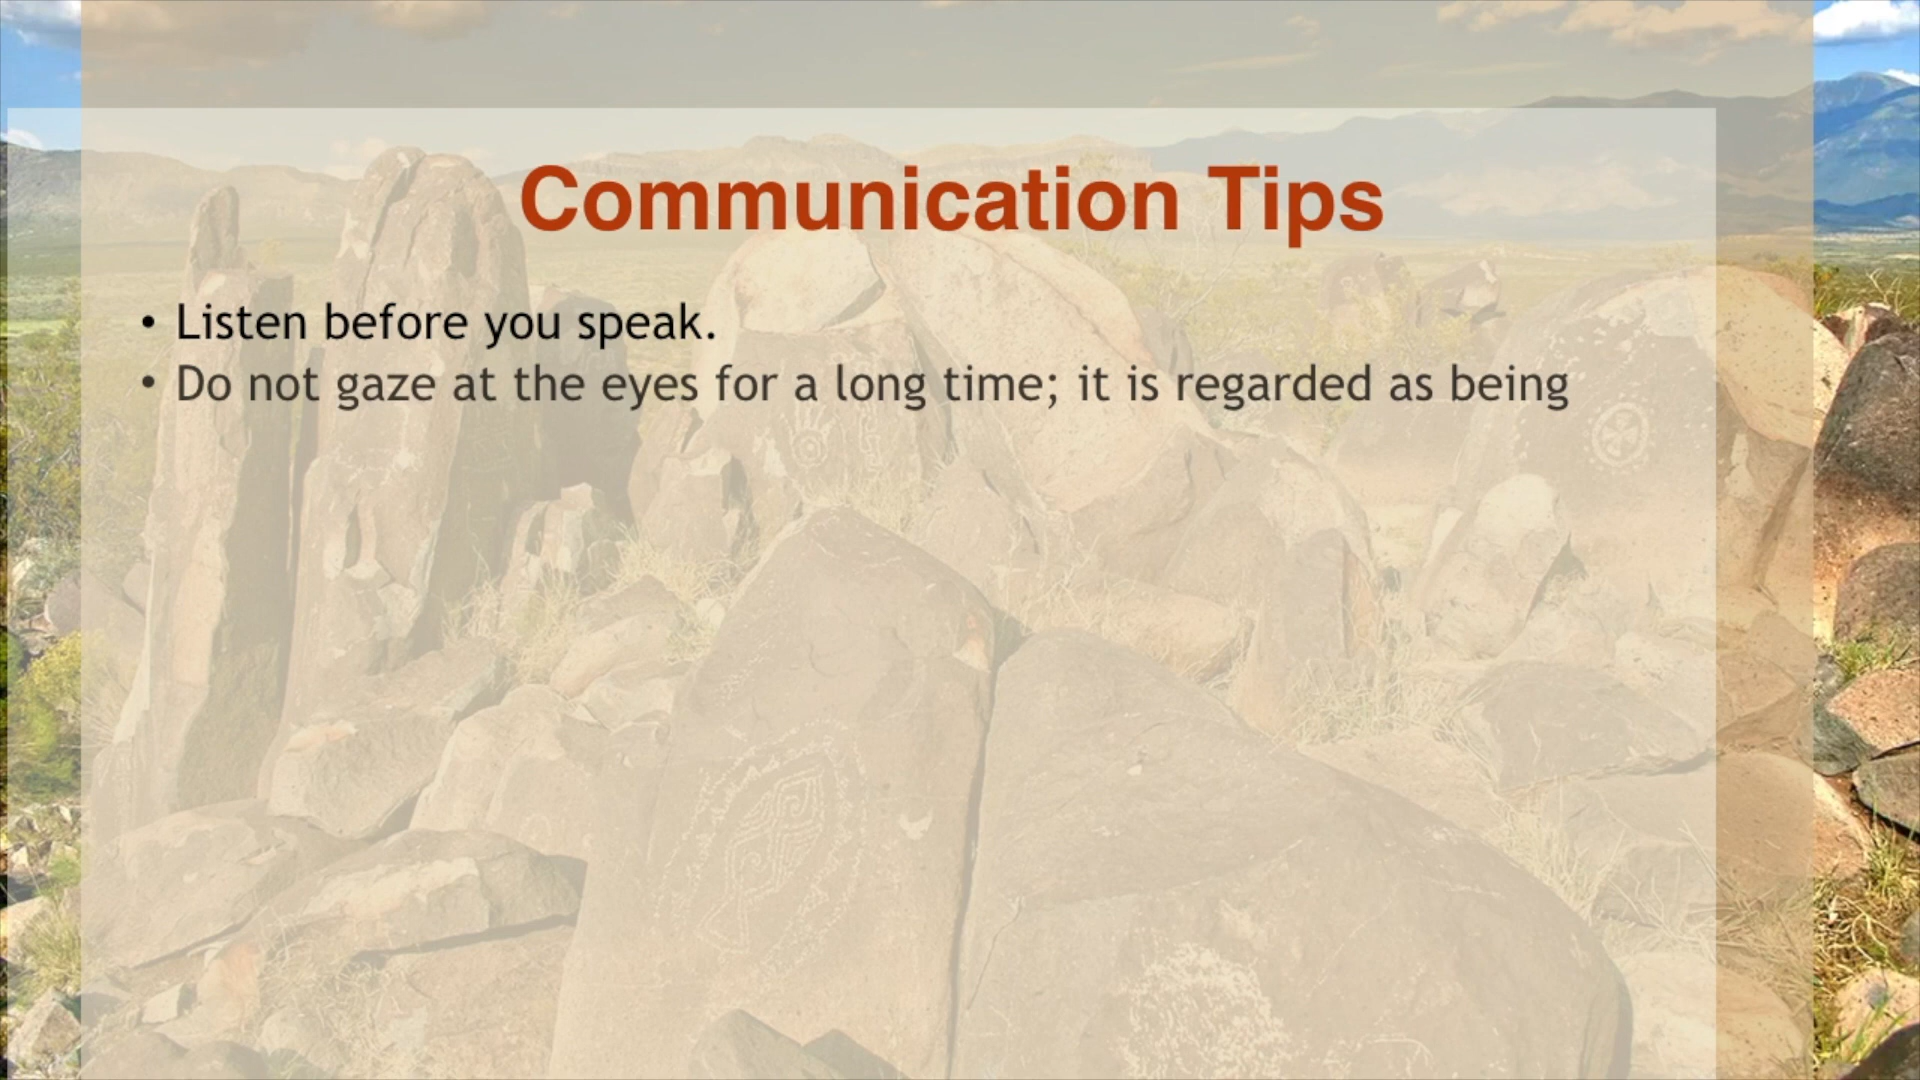 Communication Tips
• Listen before you speak.
• Do not gaze at the eyes for a long time; it is regarded as being